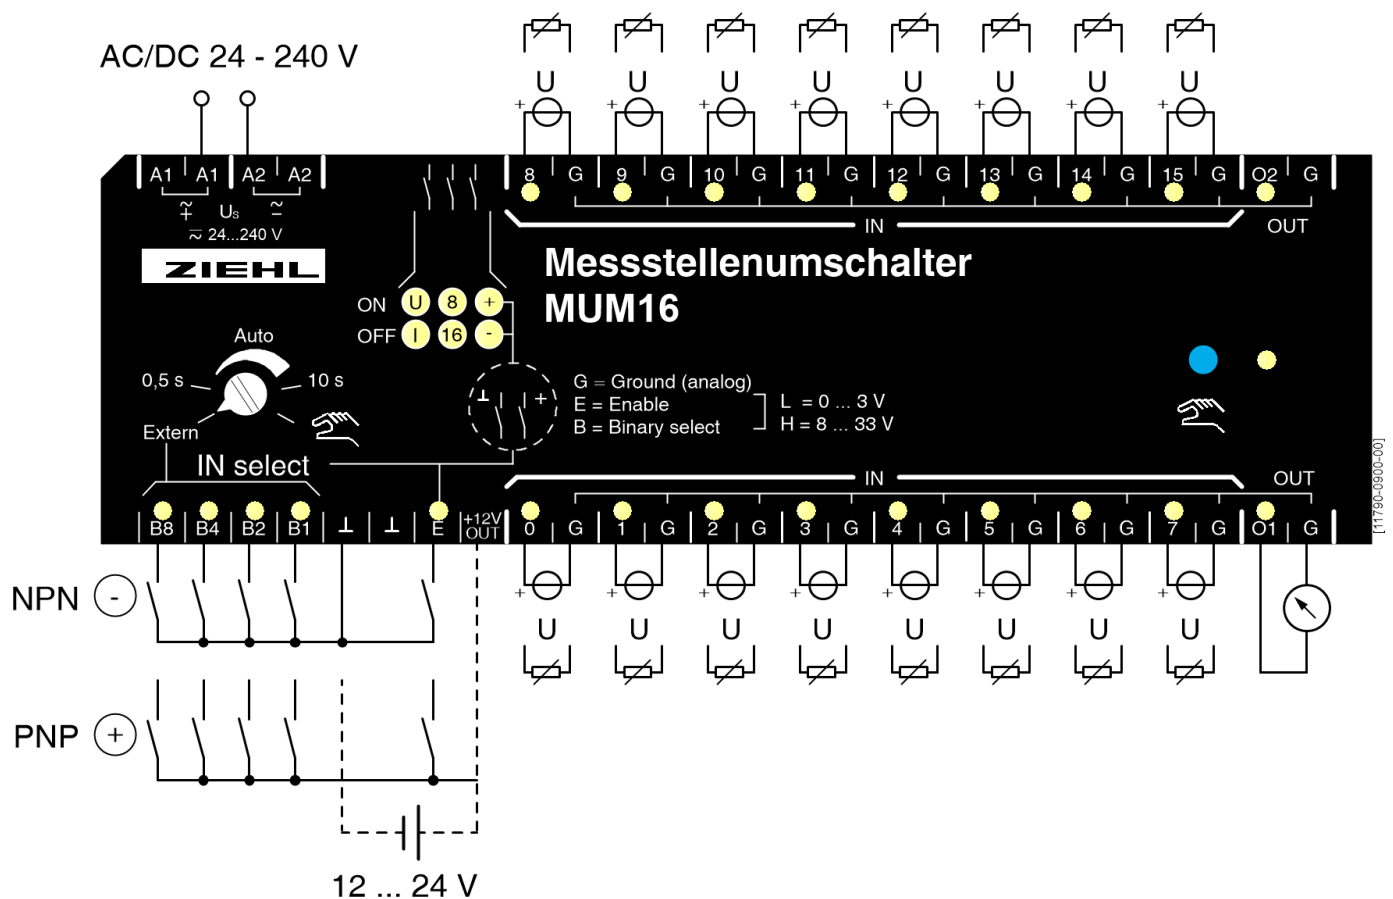 AC/DC 24 - 240 V
U U U U U U U U
+ + + + + + + +
A1 A1 A2 A2
8 G 9 G 10 G 11 G 12 G 13 G 14 G 15 G O2 G
≂ + Us ≂ −
IN
OUT
≂ 24...240 V
ZIEHL
Messstellenumschalter
MUM16
ON U 8 +
OFF I 16 -
Auto
0,5 s 10 s
Extern
IN select
⊥ +
G = Ground (analog)
E = Enable
B = Binary select
L = 0 ... 3 V
H = 8 ... 33 V
[11790-0900-00]
IN
OUT
B8 B4 B2 B1 ⊥ ⊥ E +12V
OUT
0 G 1 G 2 G 3 G 4 G 5 G 6 G 7 G O1 G
NPN -
+ + + + + + + +
U U U U U U U U
PNP +
12 ... 24 V